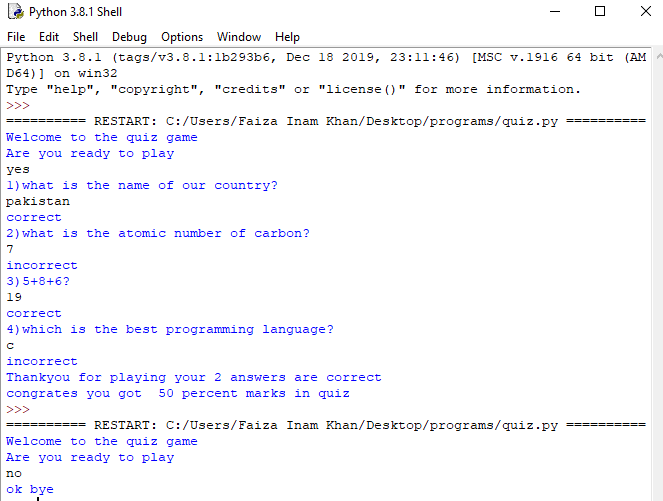 Python 3.8.1 Shell
File Edit Shell Debug Options Window Help
Python 3.8.1 (tags/v3.8.1:1b293b6, Dec 18 2019, 23:11:46) [MSC v.1916 64 bit (AM
D64)] on win32
Type "help", "copyright", "credits" or "license()" for more information.
>>>
========== RESTART: C:/Users/Faiza Inam Khan/Desktop/programs/quiz.py ==========
Welcome to the quiz game
Are you ready to play
yes
1)what is the name of our country?
pakistan
correct
2)what is the atomic number of carbon?
7
incorrect
3)5+8+6?
19
correct
4)which is the best programming language?
c
incorrect
Thankyou for playing your 2 answers are correct
congrates you got  50 percent marks in quiz
>>>
========== RESTART: C:/Users/Faiza Inam Khan/Desktop/programs/quiz.py ==========
Welcome to the quiz game
Are you ready to play
no
ok bye